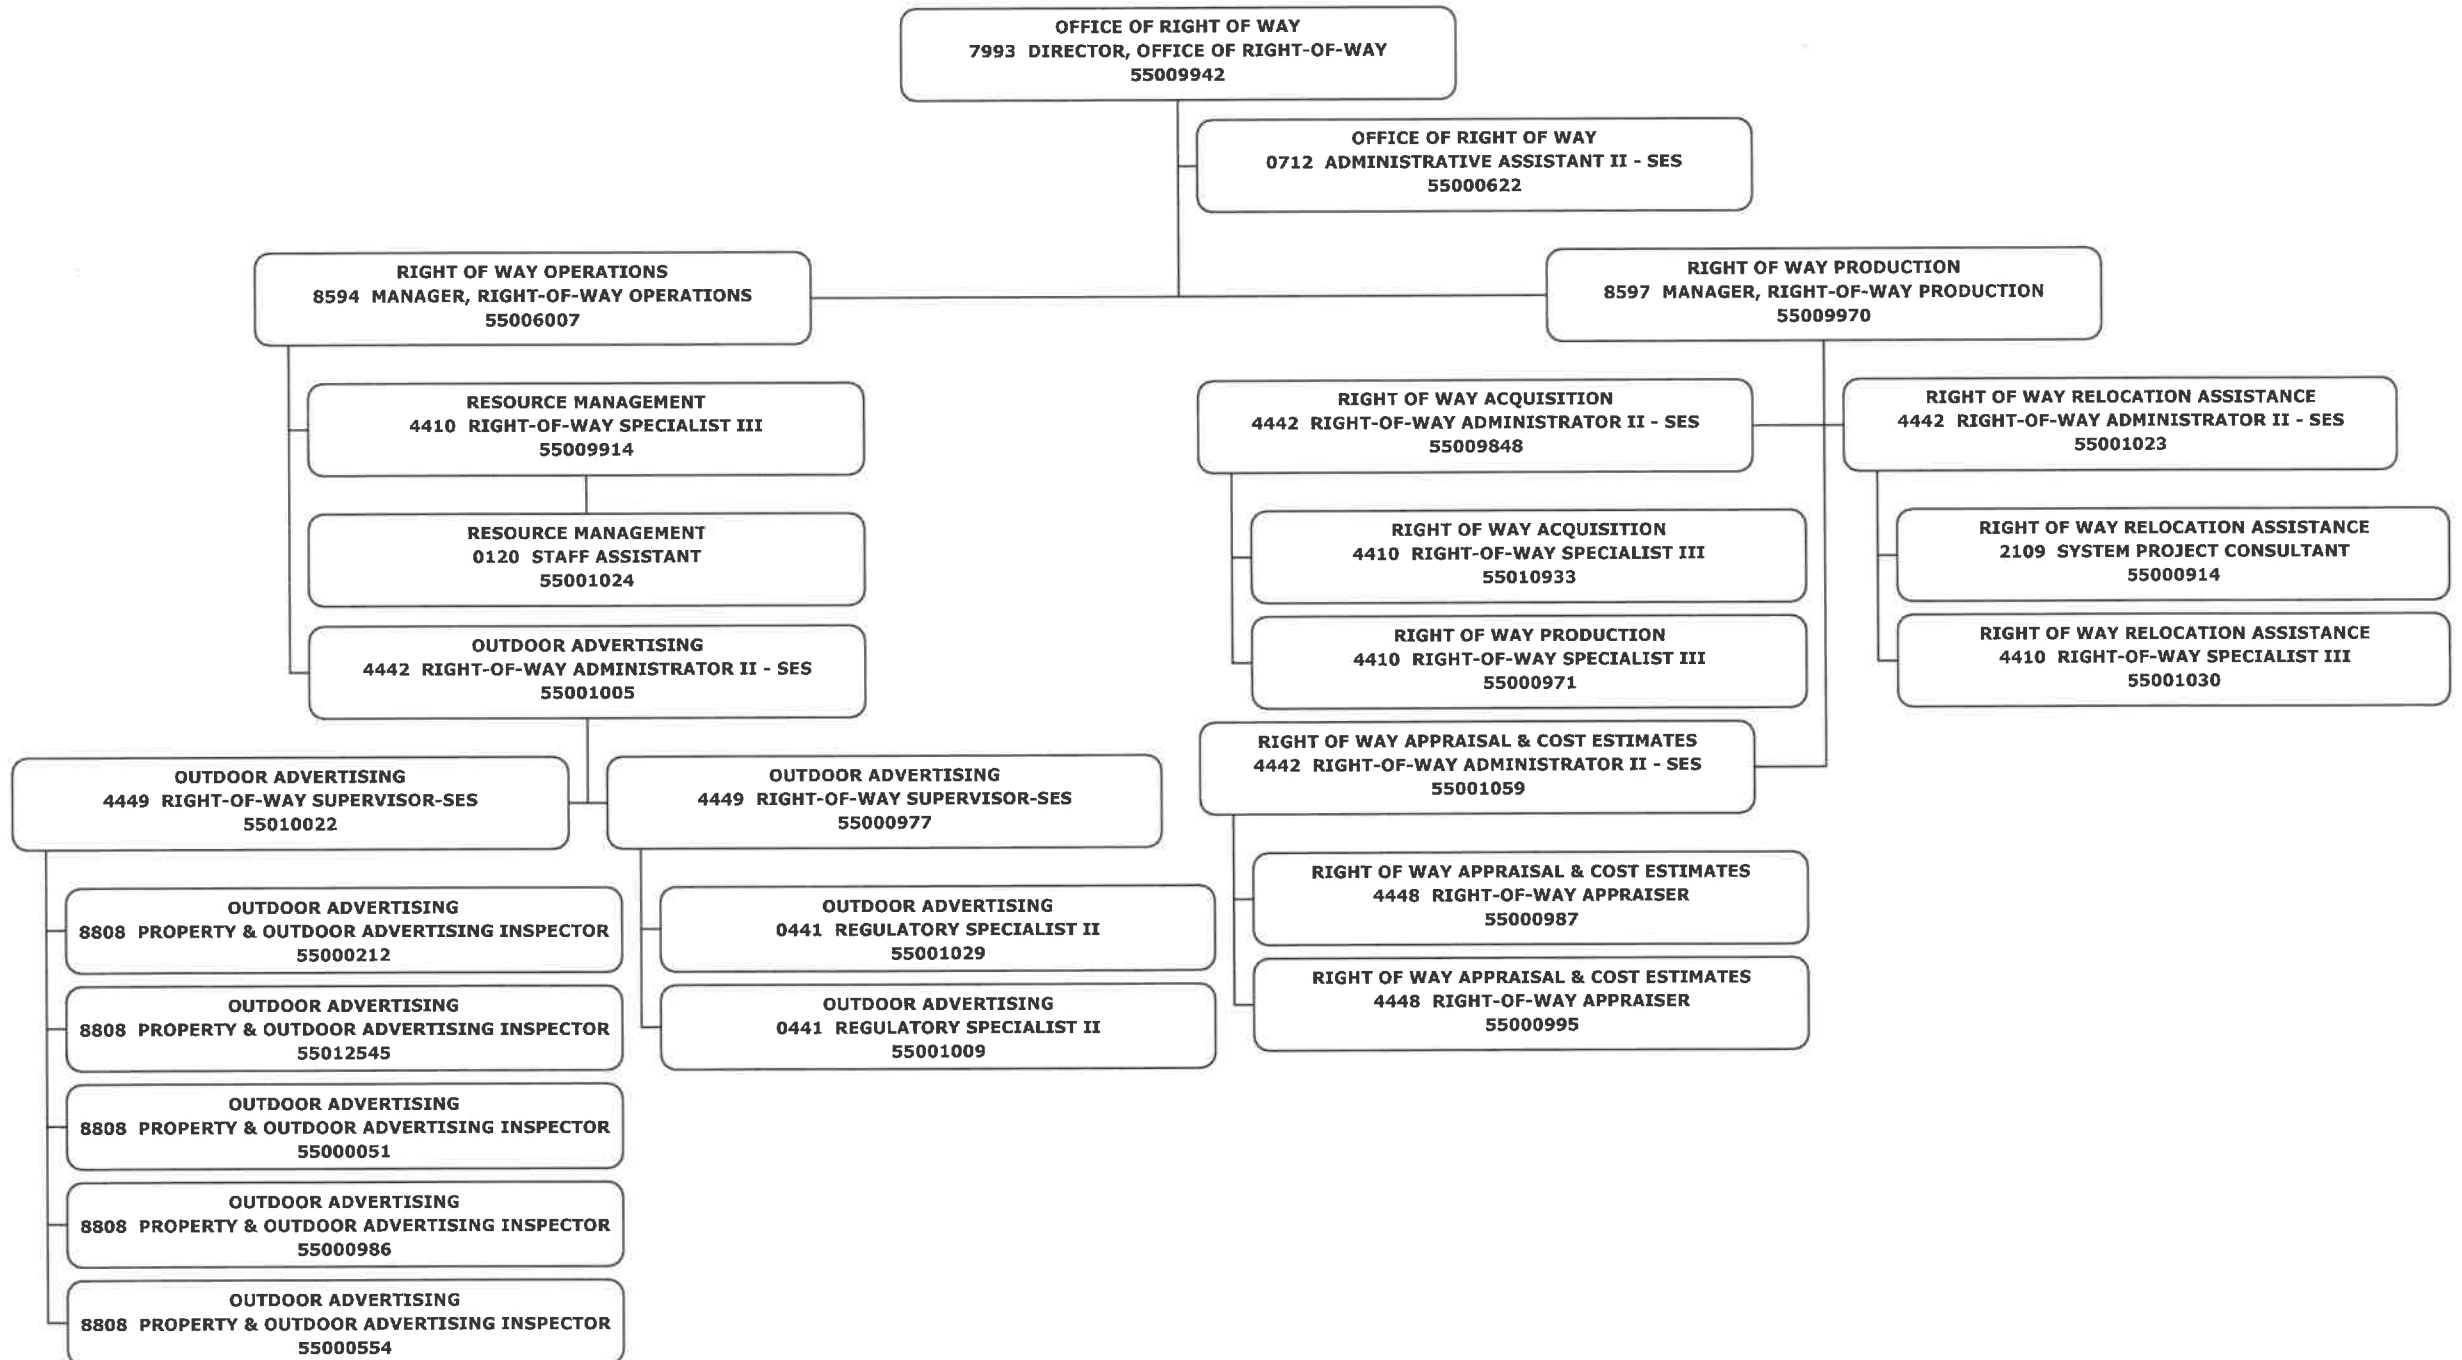 OFFICE OF RIGHT OF WAY
7993 DIRECTOR, OFFICE OF RIGHT-OF-WAY
55009942
OFFICE OF RIGHT OF WAY
0712 ADMINISTRATIVE ASSISTANT II - SES
55000622
RIGHT OF WAY OPERATIONS
8594 MANAGER, RIGHT-OF-WAY OPERATIONS
55006007
RESOURCE MANAGEMENT
4410 RIGHT-OF-WAY SPECIALIST III
55009914
RESOURCE MANAGEMENT
0120 STAFF ASSISTANT
55001024
OUTDOOR ADVERTISING
4442 RIGHT-OF-WAY ADMINISTRATOR II - SES
55001005
OUTDOOR ADVERTISING
4449 RIGHT-OF-WAY SUPERVISOR-SES
55010022
OUTDOOR ADVERTISING
8808 PROPERTY & OUTDOOR ADVERTISING INSPECTOR
55000212
OUTDOOR ADVERTISING
8808 PROPERTY & OUTDOOR ADVERTISING INSPECTOR
55012545
OUTDOOR ADVERTISING
8808 PROPERTY & OUTDOOR ADVERTISING INSPECTOR
55000051
OUTDOOR ADVERTISING
8808 PROPERTY & OUTDOOR ADVERTISING INSPECTOR
55000986
OUTDOOR ADVERTISING
8808 PROPERTY & OUTDOOR ADVERTISING INSPECTOR
55000554
OUTDOOR ADVERTISING
4449 RIGHT-OF-WAY SUPERVISOR-SES
55000977
OUTDOOR ADVERTISING
0441 REGULATORY SPECIALIST II
55001029
OUTDOOR ADVERTISING
0441 REGULATORY SPECIALIST II
55001009
RIGHT OF WAY PRODUCTION
8597 MANAGER, RIGHT-OF-WAY PRODUCTION
55009970
RIGHT OF WAY ACQUISITION
4442 RIGHT-OF-WAY ADMINISTRATOR II - SES
55009848
RIGHT OF WAY ACQUISITION
4410 RIGHT-OF-WAY SPECIALIST III
55010933
RIGHT OF WAY PRODUCTION
4410 RIGHT-OF-WAY SPECIALIST III
55000971
RIGHT OF WAY RELOCATION ASSISTANCE
4442 RIGHT-OF-WAY ADMINISTRATOR II - SES
55001023
RIGHT OF WAY RELOCATION ASSISTANCE
2109 SYSTEM PROJECT CONSULTANT
55000914
RIGHT OF WAY RELOCATION ASSISTANCE
4410 RIGHT-OF-WAY SPECIALIST III
55001030
RIGHT OF WAY APPRAISAL & COST ESTIMATES
4442 RIGHT-OF-WAY ADMINISTRATOR II - SES
55001059
RIGHT OF WAY APPRAISAL & COST ESTIMATES
4448 RIGHT-OF-WAY APPRAISER
55000987
RIGHT OF WAY APPRAISAL & COST ESTIMATES
4448 RIGHT-OF-WAY APPRAISER
55000995